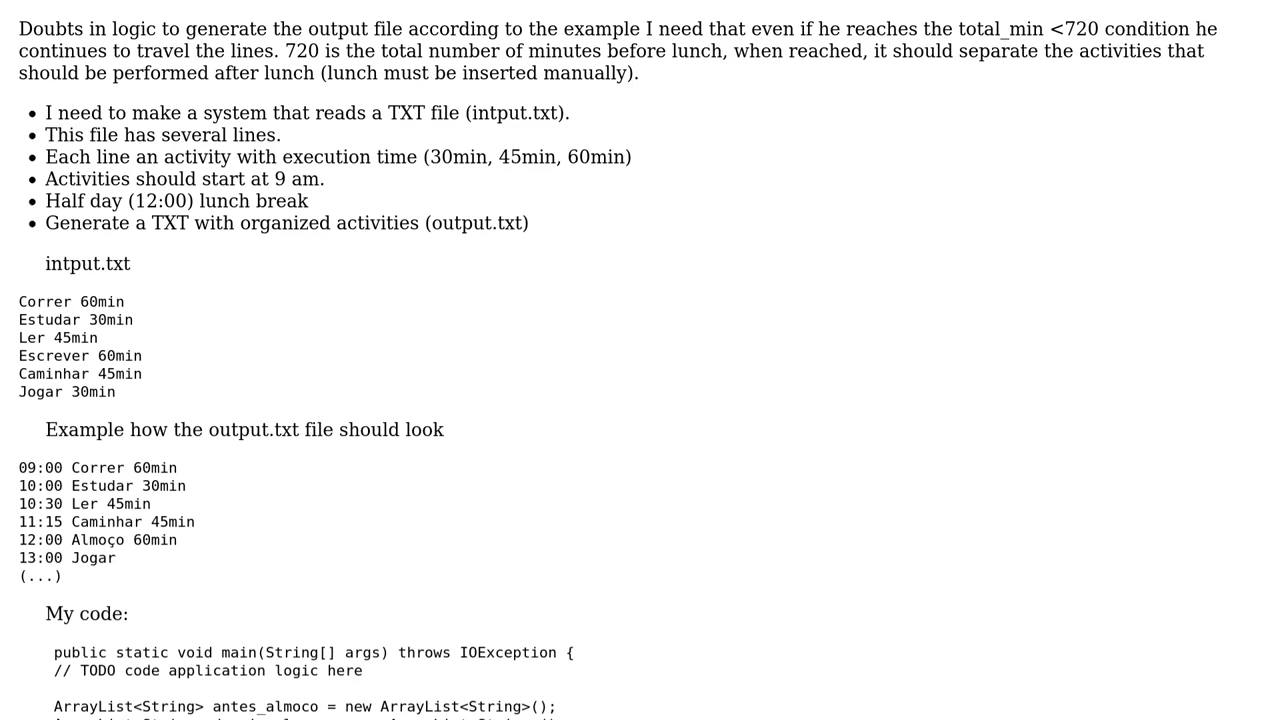 Doubts in logic to generate the output file according to the example I need that even if he reaches the total_min <720 condition he
continues to travel the lines. 720 is the total number of minutes before lunch, when reached, it should separate the activities that
should be performed after lunch (lunch must be inserted manually).
• I need to make a system that reads a TXT file (intput.txt).
• This file has several lines.
• Each line an activity with execution time (30min, 45min, 60min)
• Activities should start at 9 am.
• Half day (12:00) lunch break
• Generate a TXT with organized activities (output.txt)
intput.txt
Correr 60min
Estudar 30min
Ler 45min
Escrever 60min
Caminhar 45min
Jogar 30min
Example how the output.txt file should look
09:00 Correr 60min
10:00 Estudar 30min
10:30 Ler 45min
11:15 Caminhar 45min
12:00 Almoço 60min
13:00 Jogar
(...)
My code:
public static void main(String[] args) throws IOException {
// TODO code application logic here
ArrayList<String> antes_almoco = new ArrayList<String>();